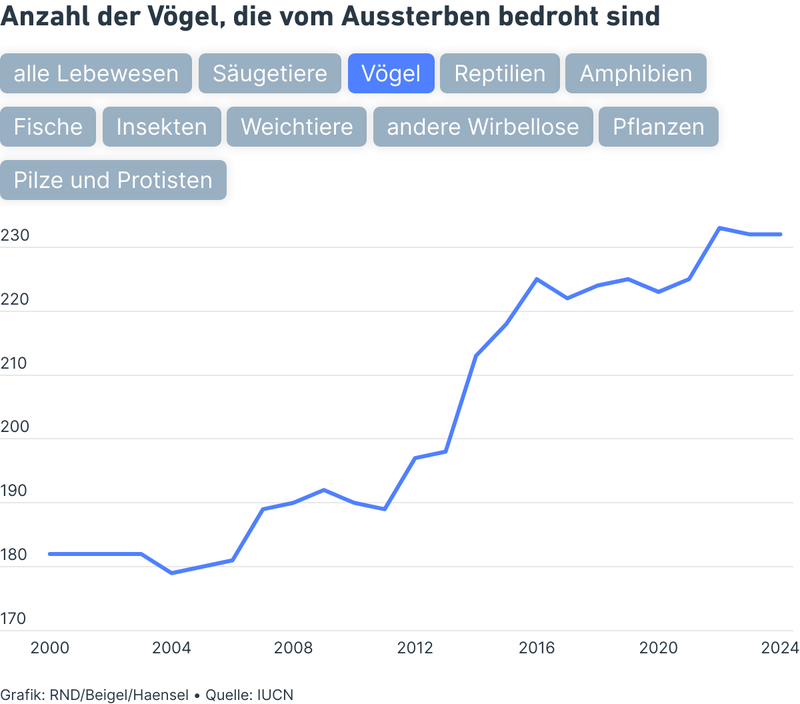 Anzahl der Vögel, die vom Aussterben bedroht sind
alle Lebewesen Säugetiere Vögel Reptilien Amphibien
Fische Insekten Weichtiere andere Wirbellose Pflanzen
Pilze und Protisten
230
220
210
200
190
180
170
2000 2004 2008 2012 2016 2020 2024
Grafik: RND/Beigel/Haensel • Quelle: IUCN